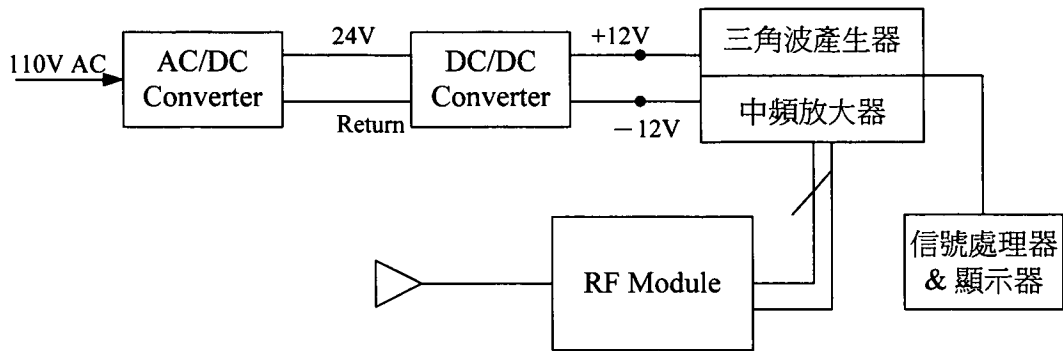 110V AC
AC/DC
Converter
24V
Return
DC/DC
Converter
+12V
−12V
三角波產生器
中頻放大器
RF Module
信號處理器
& 顯示器